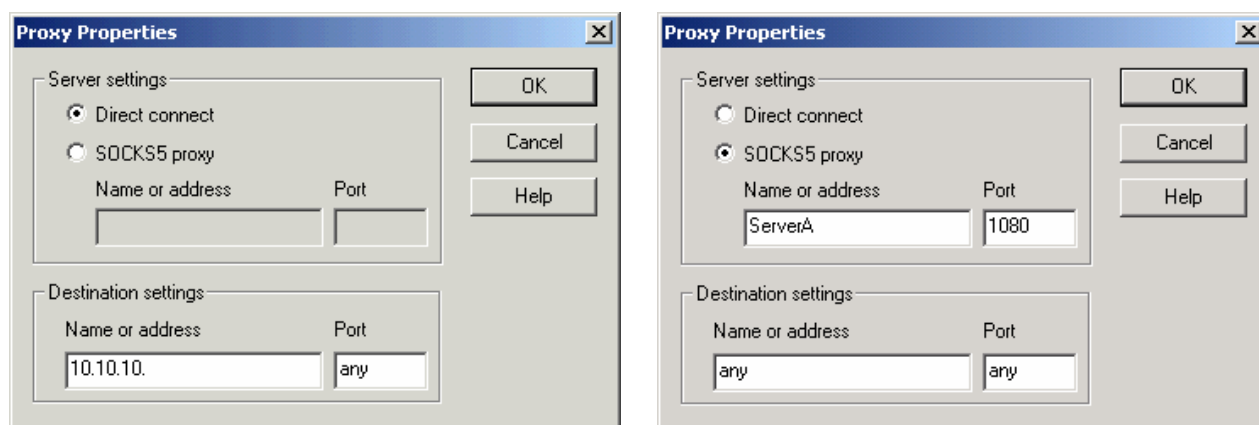 Proxy Properties
Server settings
Direct connect
SOCKS5 proxy
Name or address Port
OK
Cancel
Help
Destination settings
Name or address Port
10.10.10. any
Proxy Properties
Server settings
Direct connect
SOCKS5 proxy
Name or address Port
ServerA 1080
OK
Cancel
Help
Destination settings
Name or address Port
any any